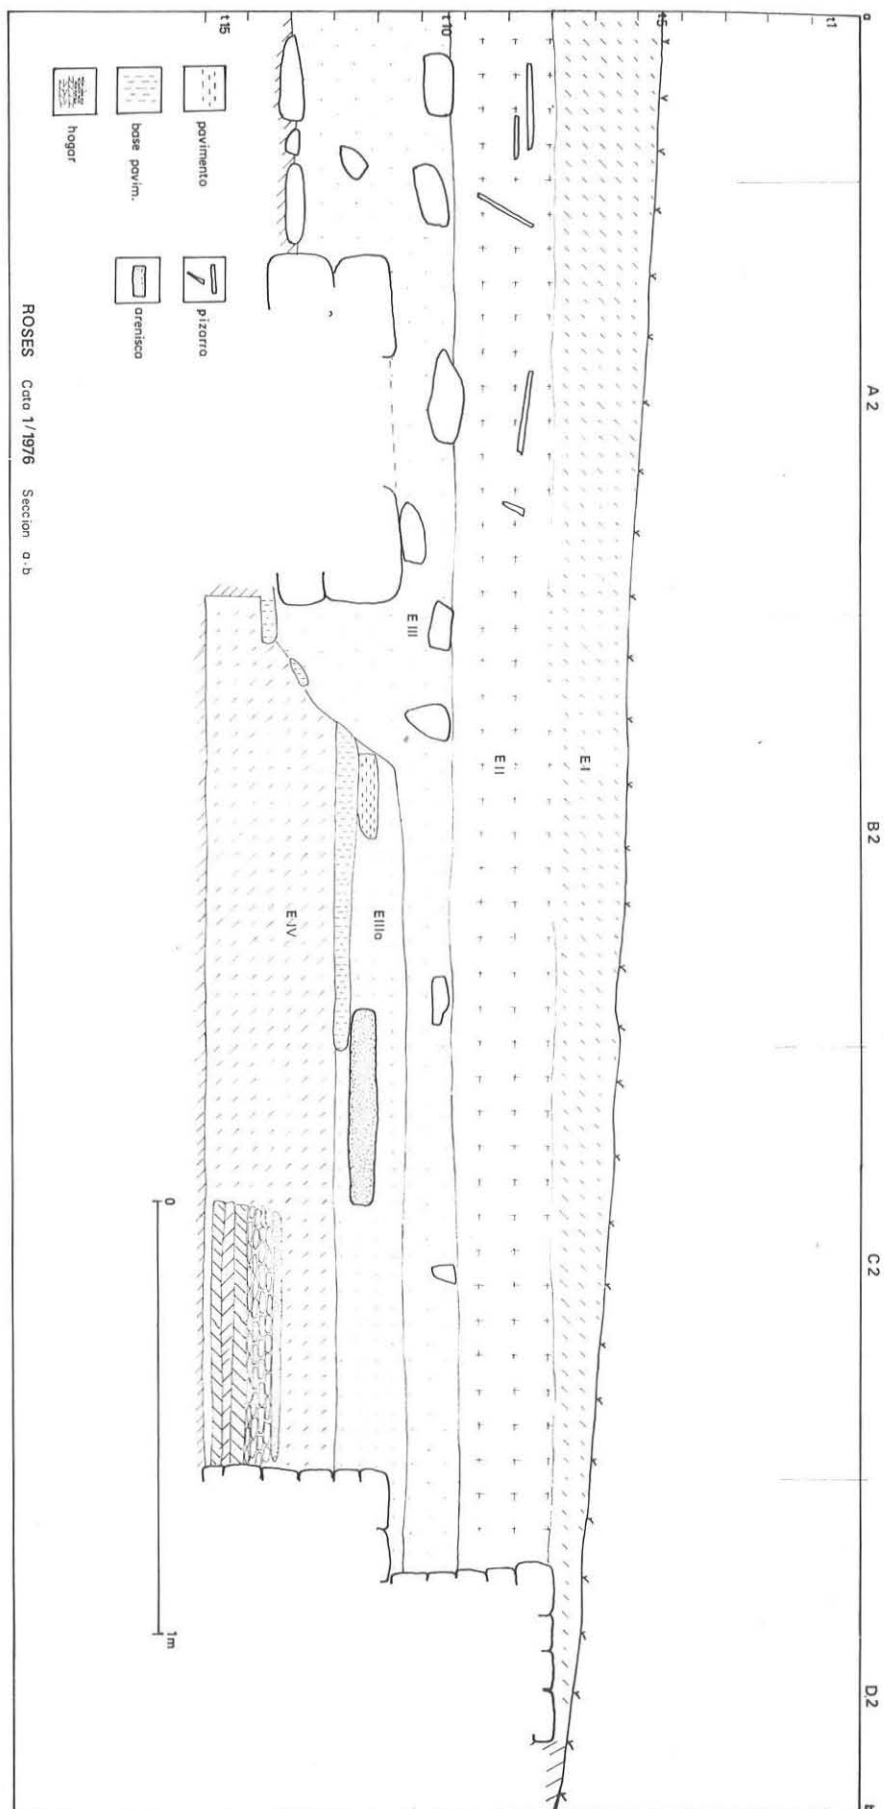 a
A 2
B 2
C 2
D.2
b
t1
t5
t10
t15
E I
E II
E III
E IIIa
E IV
pavimento
base pavim.
hogar
pizarra
arenisca
0
1m
ROSES Cata 1/1976 Seccion a-b